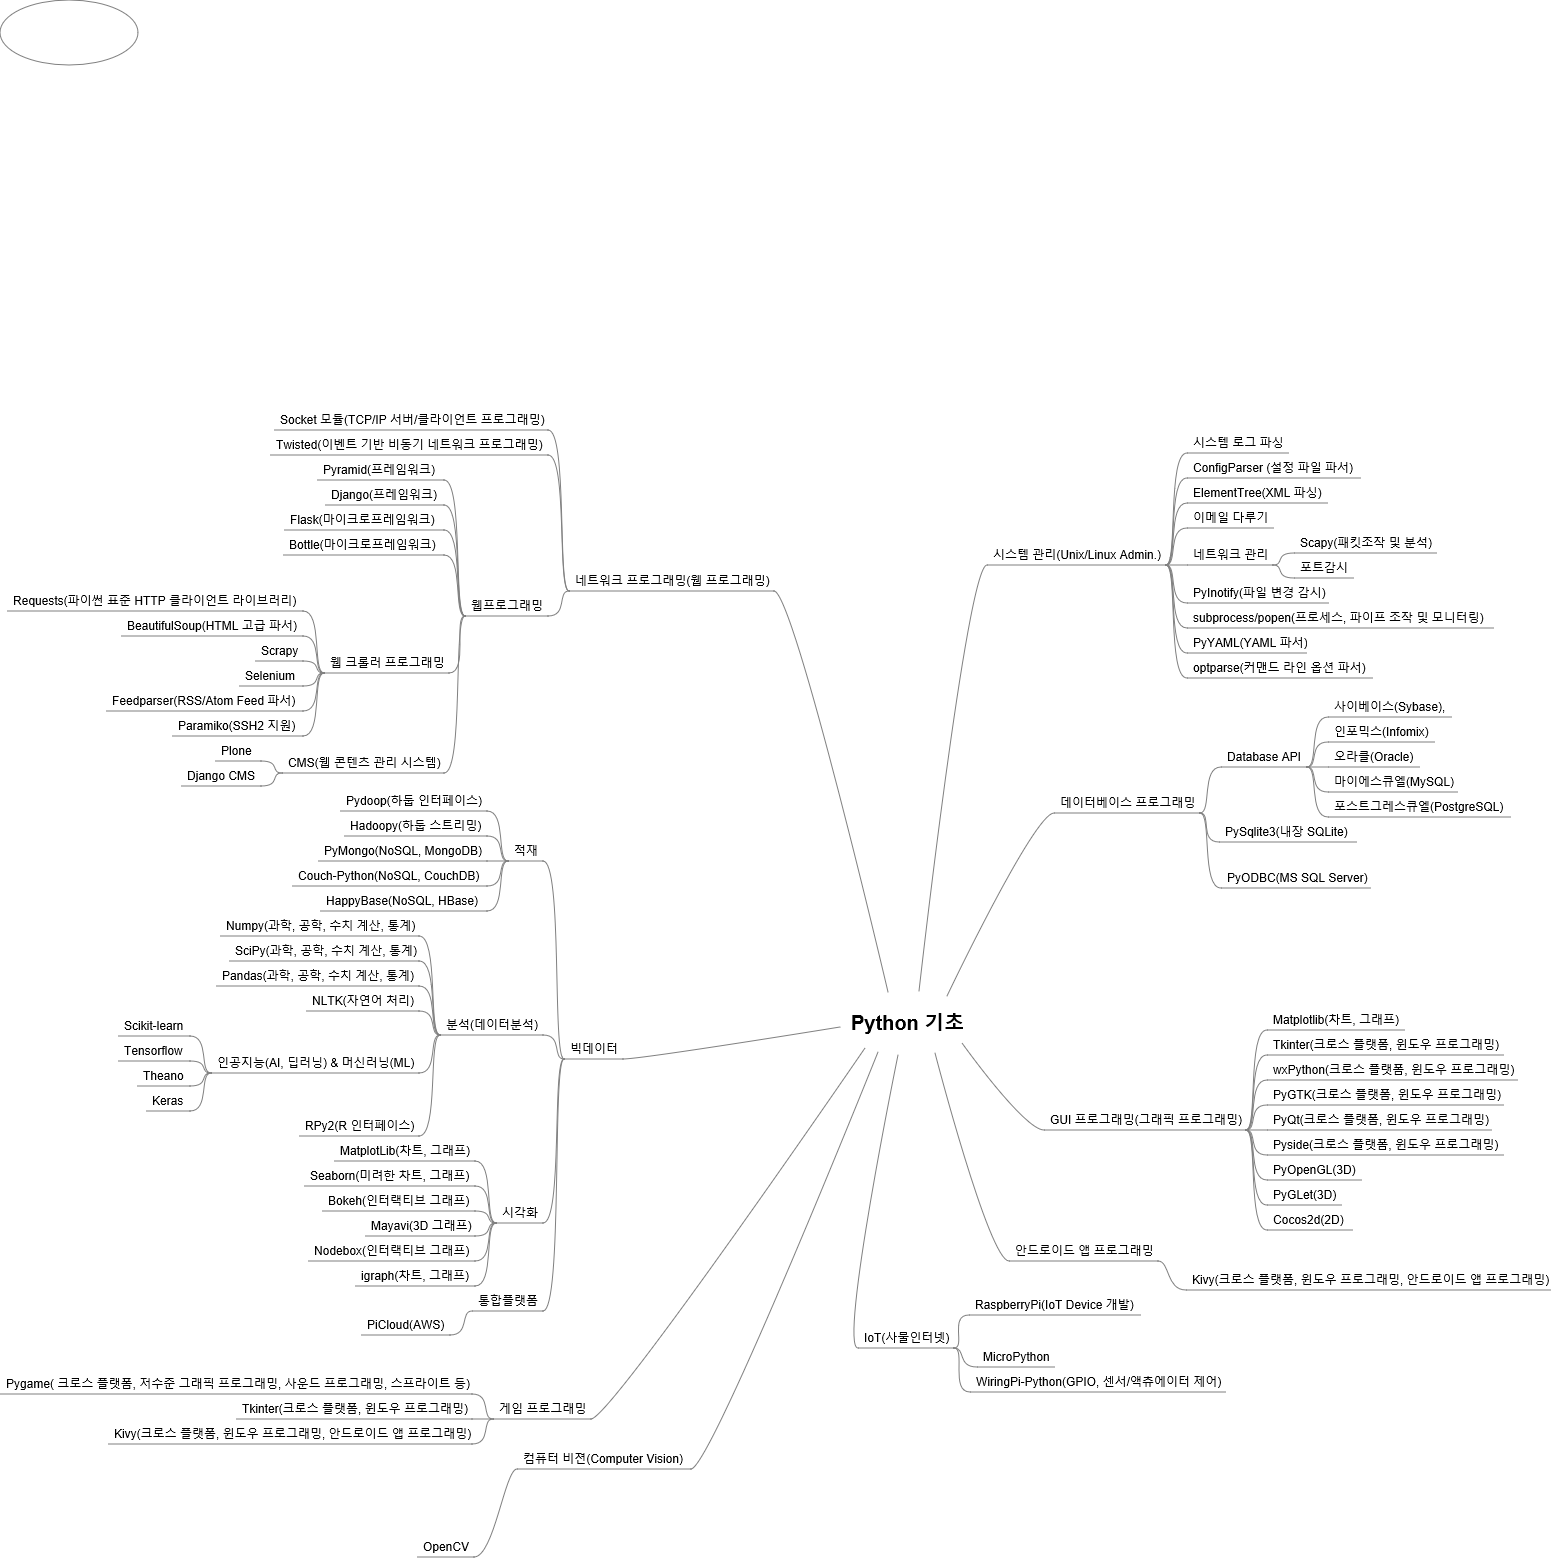 Socket 모듈(TCP/IP 서버/클라이언트 프로그래밍)
Twisted(이벤트 기반 비동기 네트워크 프로그래밍)
Pyramid(프레임워크)
Django(프레임워크)
Flask(마이크로프레임워크)
Bottle(마이크로프레임워크)
네트워크 프로그래밍(웹 프로그래밍)
웹프로그래밍
Requests(파이썬 표준 HTTP 클라이언트 라이브러리)
BeautifulSoup(HTML 고급 파서)
Scrapy
웹 크롤러 프로그래밍
Selenium
Feedparser(RSS/Atom Feed 파서)
Paramiko(SSH2 지원)
Plone
CMS(웹 콘텐츠 관리 시스템)
Django CMS
Pydoop(하둡 인터페이스)
Hadoopy(하둡 스트리밍)
PyMongo(NoSQL, MongoDB)
적재
Couch-Python(NoSQL, CouchDB)
HappyBase(NoSQL, HBase)
Numpy(과학, 공학, 수치 계산, 통계)
SciPy(과학, 공학, 수치 계산, 통계)
Pandas(과학, 공학, 수치 계산, 통계)
NLTK(자연어 처리)
분석(데이터분석)
Scikit-learn
Tensorflow
인공지능(AI, 딥러닝) & 머신러닝(ML)
Theano
Keras
빅데이터
RPy2(R 인터페이스)
MatplotLib(차트, 그래프)
Seaborn(미려한 차트, 그래프)
Bokeh(인터랙티브 그래프)
시각화
Mayavi(3D 그래프)
Nodebox(인터랙티브 그래프)
igraph(차트, 그래프)
통합플랫폼
PiCloud(AWS)
Pygame( 크로스 플랫폼, 저수준 그래픽 프로그래밍, 사운드 프로그래밍, 스프라이트 등)
Tkinter(크로스 플랫폼, 윈도우 프로그래밍)
게임 프로그래밍
Kivy(크로스 플랫폼, 윈도우 프로그래밍, 안드로이드 앱 프로그래밍)
컴퓨터 비젼(Computer Vision)
OpenCV
Python 기초
시스템 로그 파싱
ConfigParser (설정 파일 파서)
ElementTree(XML 파싱)
이메일 다루기
시스템 관리(Unix/Linux Admin.)
네트워크 관리
Scapy(패킷조작 및 분석)
포트감시
PyInotify(파일 변경 감시)
subprocess/popen(프로세스, 파이프 조작 및 모니터링)
PyYAML(YAML 파서)
optparse(커맨드 라인 옵션 파서)
사이베이스(Sybase),
인포믹스(Infomix)
Database API
오라클(Oracle)
마이에스큐엘(MySQL)
포스트그레스큐엘(PostgreSQL)
데이터베이스 프로그래밍
PySqlite3(내장 SQLite)
PyODBC(MS SQL Server)
Matplotlib(차트, 그래프)
Tkinter(크로스 플랫폼, 윈도우 프로그래밍)
wxPython(크로스 플랫폼, 윈도우 프로그래밍)
PyGTK(크로스 플랫폼, 윈도우 프로그래밍)
GUI 프로그래밍(그래픽 프로그래밍)
PyQt(크로스 플랫폼, 윈도우 프로그래밍)
Pyside(크로스 플랫폼, 윈도우 프로그래밍)
PyOpenGL(3D)
PyGLet(3D)
Cocos2d(2D)
안드로이드 앱 프로그래밍
Kivy(크로스 플랫폼, 윈도우 프로그래밍, 안드로이드 앱 프로그래밍)
RaspberryPi(IoT Device 개발)
IoT(사물인터넷)
MicroPython
WiringPi-Python(GPIO, 센서/액츄에이터 제어)